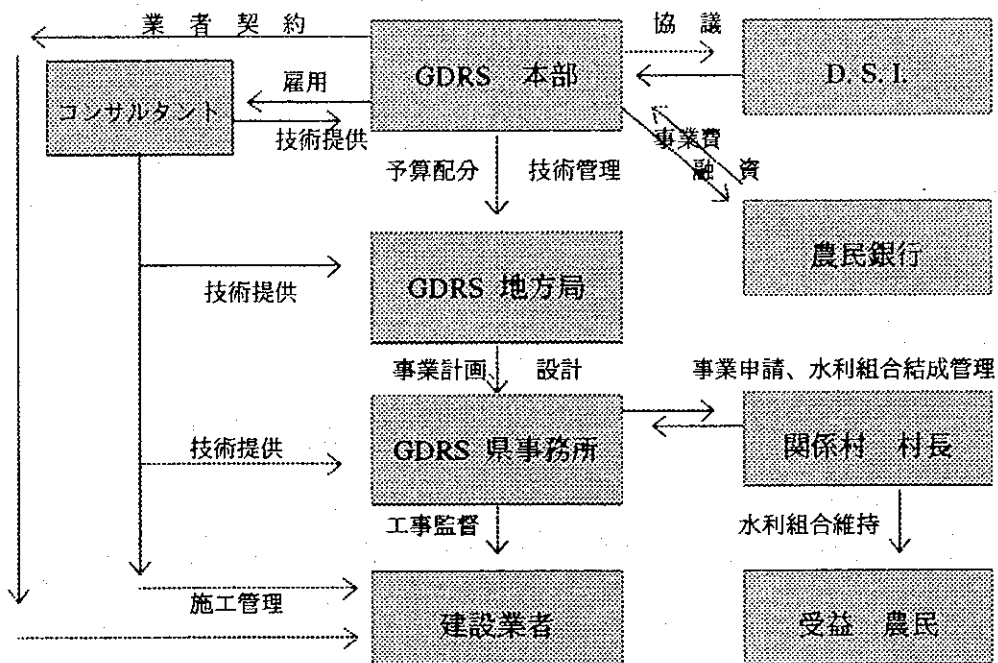 業者契約
協議
GDRS 本部
D. S. I.
コンサルタント
雇用
技術提供
事業費
融資
予算配分 技術管理
農民銀行
GDRS 地方局
技術提供
事業計画、設計
事業申請、水利組合結成管理
技術提供
GDRS 県事務所
関係村 村長
工事監督
水利組合維持
施工管理
建設業者
受益 農民